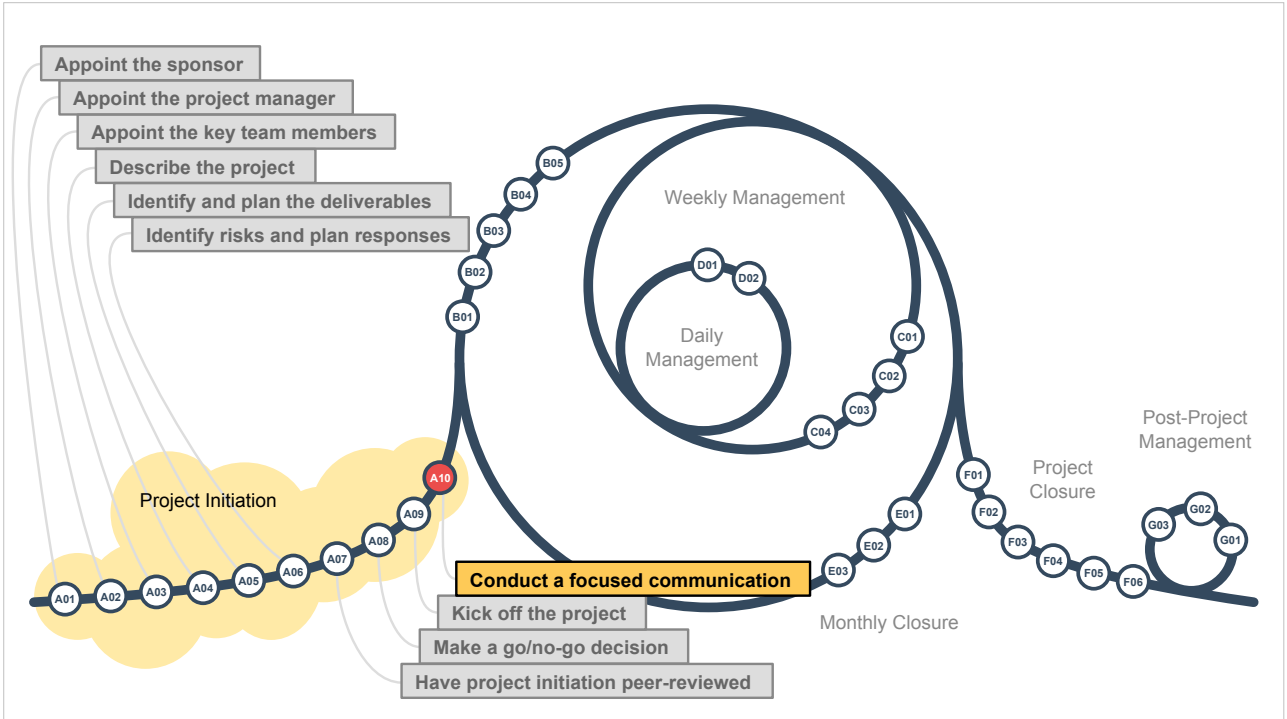 Appoint the sponsor
Appoint the project manager
Appoint the key team members
Describe the project
Identify and plan the deliverables
Identify risks and plan responses
B05
B04
B03
B02
B01
Weekly Management
D01
D02
Daily
Management
C01
C02
C03
C04
Post-Project
Management
Project
Closure
Project Initiation
A01
A02
A03
A04
A05
A06
A07
A08
A09
A10
E01
E02
E03
F01
F02
F03
F04
F05
F06
G03
G02
G01
Monthly Closure
Conduct a focused communication
Kick off the project
Make a go/no-go decision
Have project initiation peer-reviewed